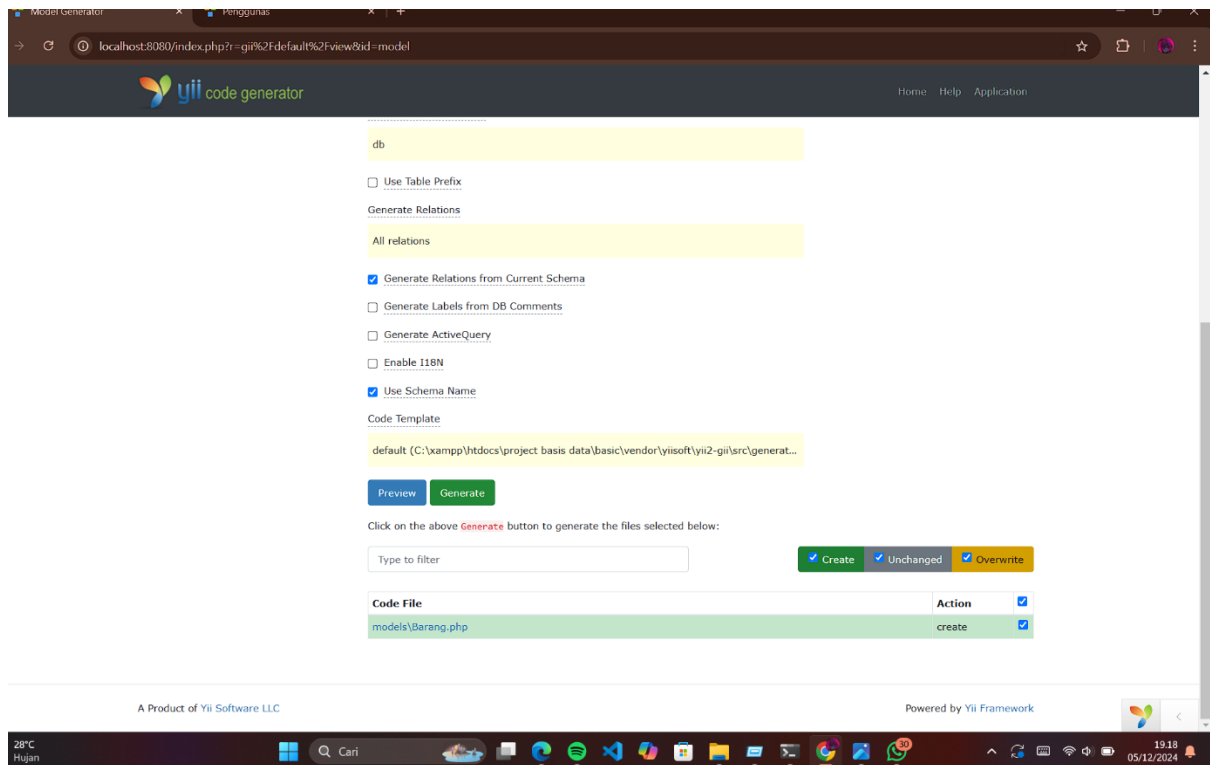 Model Generator
Penggunas
localhost:8080/index.php?r=gii%2Fdefault%2Fview&id=model
yii code generator
Home Help Application
db
Use Table Prefix
Generate Relations
All relations
Generate Relations from Current Schema
Generate Labels from DB Comments
Generate ActiveQuery
Enable I18N
Use Schema Name
Code Template
default (C:\xampp\htdocs\project basis data\basic\vendor\yiisoft\yii2-gii\src\generat...
Preview Generate
Click on the above Generate button to generate the files selected below:
Type to filter
Create Unchanged Overwrite
Code File Action
models\Barang.php create
A Product of Yii Software LLC
Powered by Yii Framework
28°C
Hujan
Cari
30
19.18
05/12/2024